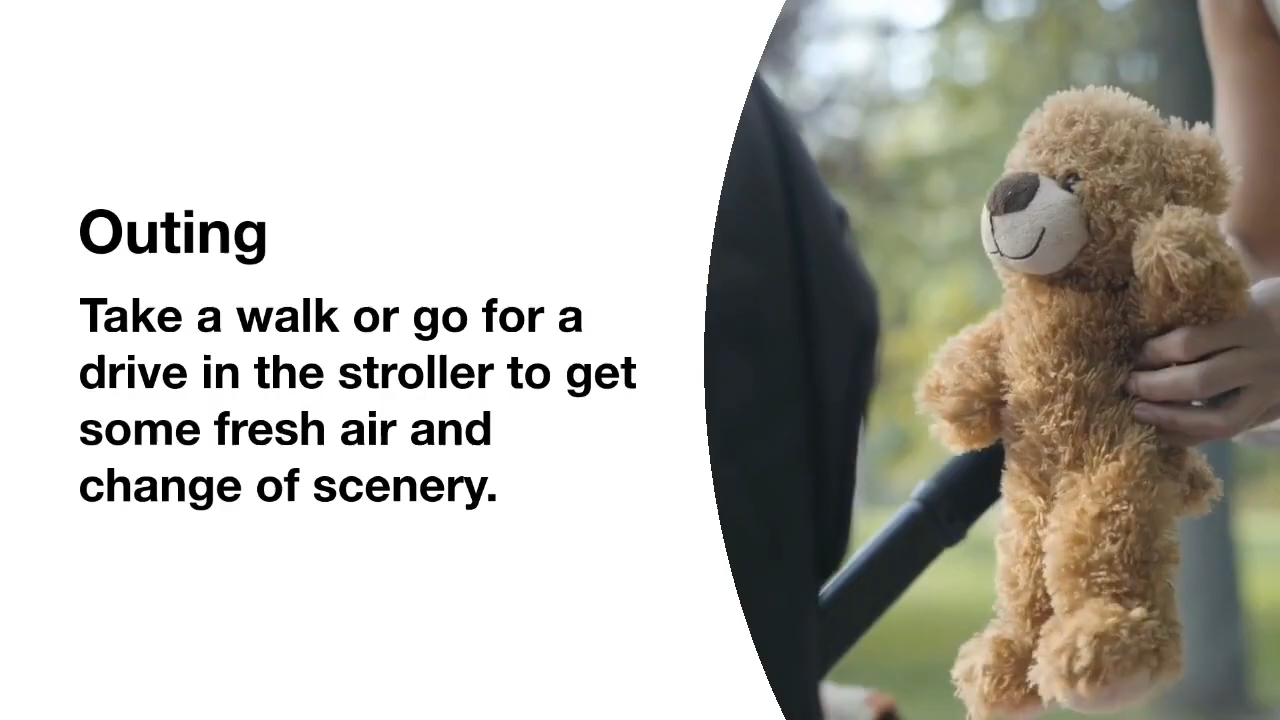 Outing
Take a walk or go for a
drive in the stroller to get
some fresh air and
change of scenery.